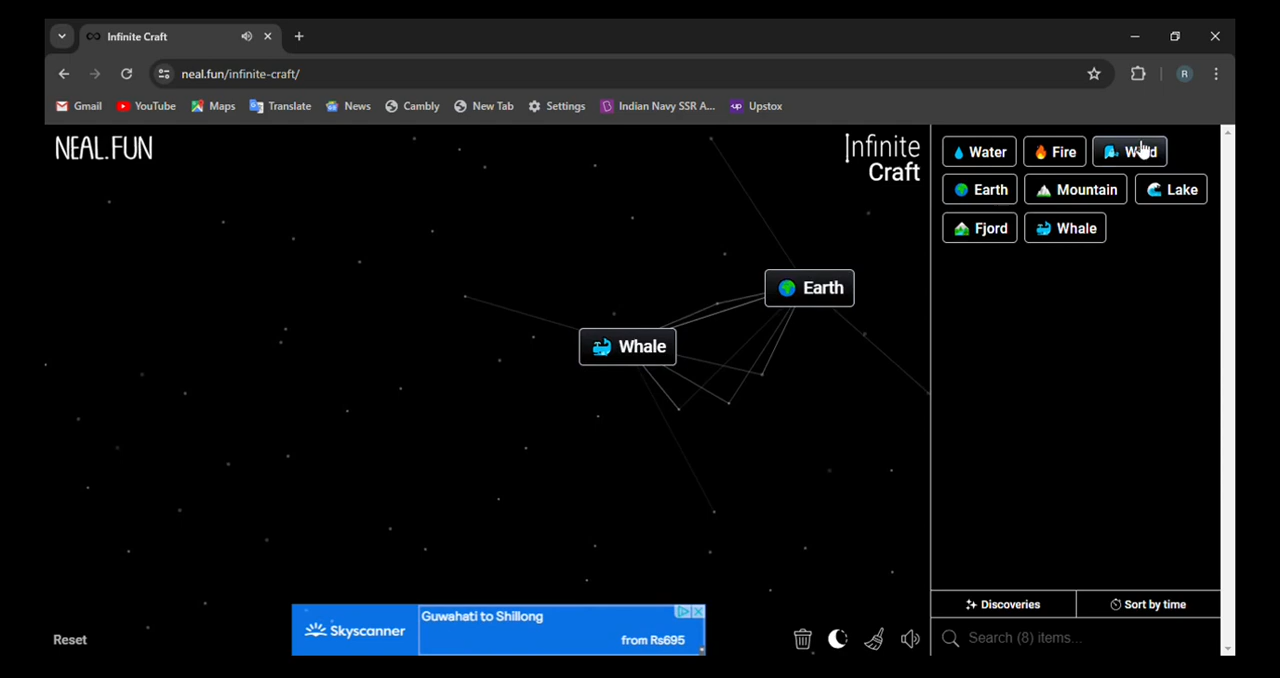 Infinite Craft
neal.fun/infinite-craft/
Gmail YouTube Maps Translate News Cambly New Tab Settings Indian Navy SSR A... Upstox
NEAL.FUN
Infinite
Craft
Water Fire
Earth Mountain Lake
Fjord Whale
Earth
Whale
Discoveries Sort by time
Search (8) items...
Reset
Skyscanner
Guwahati to Shillong
from Rs695
R
up